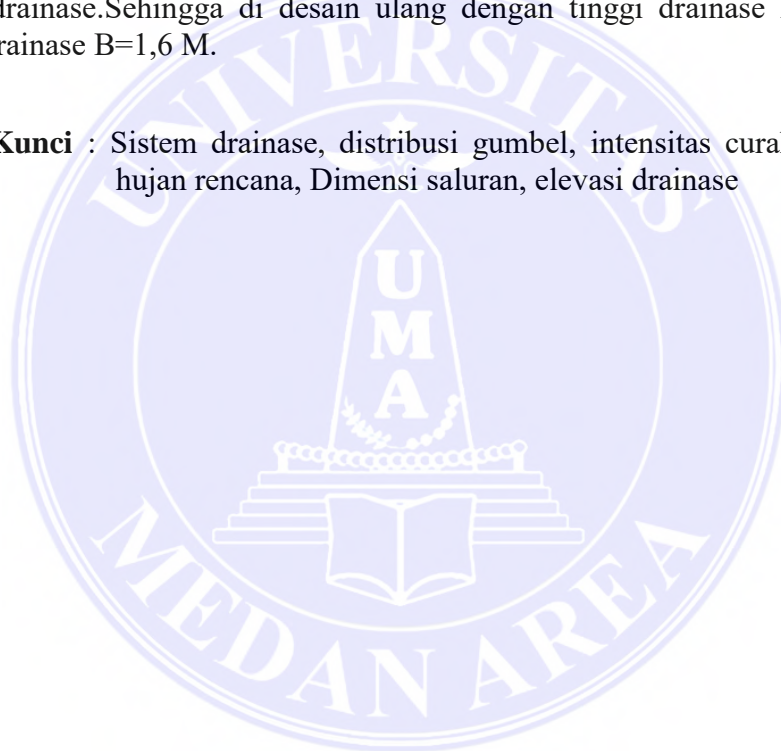 drainase.Sehingga di desain ulang dengan tinggi drainase
rainase B=1,6 M.
Kunci : Sistem drainase, distribusi gumbel, intensitas cura
hujan rencana, Dimensi saluran, elevasi drainase
UNIVERSITAS
U
M
A
MEDAN AREA